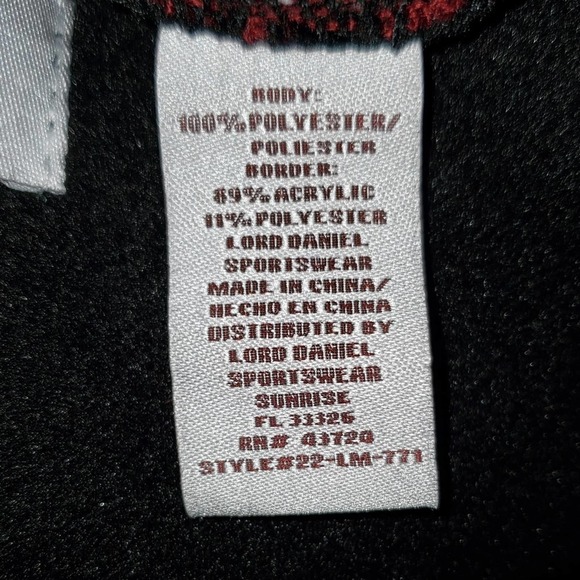 BODY:
100% POLYESTER/
POLIESTER
BORDER:
89% ACRYLIC
11% POLYESTER
LORD DANIEL
SPORTSWEAR
MADE IN CHINA/
HECHO EN CHINA
DISTRIBUTED BY
LORD DANIEL
SPORTSWEAR
SUNRISE
FL 33326
RN# 43724
STYLE#22-LM-771